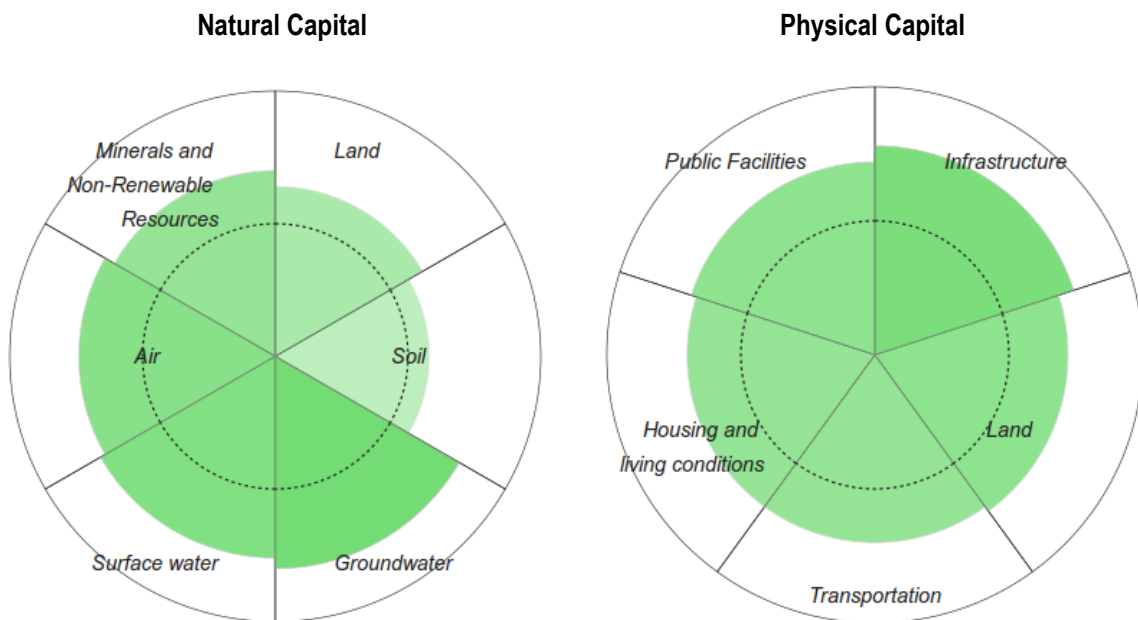 Natural Capital
Minerals and
Non-Renewable
Resources
Land
Air
Soil
Surface water
Groundwater
Physical Capital
Public Facilities
Infrastructure
Housing and
living conditions
Land
Transportation